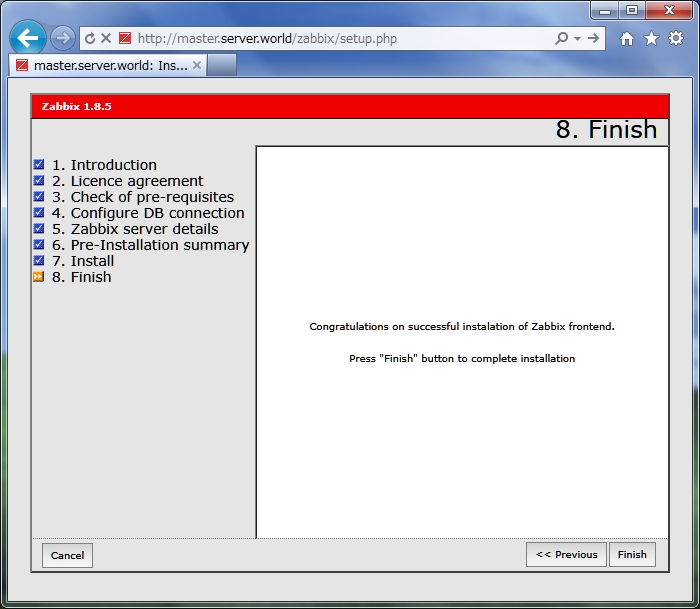 http://master.server.world/zabbix/setup.php
master.server.world: Ins...
Zabbix 1.8.5
8. Finish
1. Introduction
2. Licence agreement
3. Check of pre-requisites
4. Configure DB connection
5. Zabbix server details
6. Pre-Installation summary
7. Install
8. Finish
Congratulations on successful instalation of Zabbix frontend.
Press "Finish" button to complete installation
Cancel
<< Previous
Finish